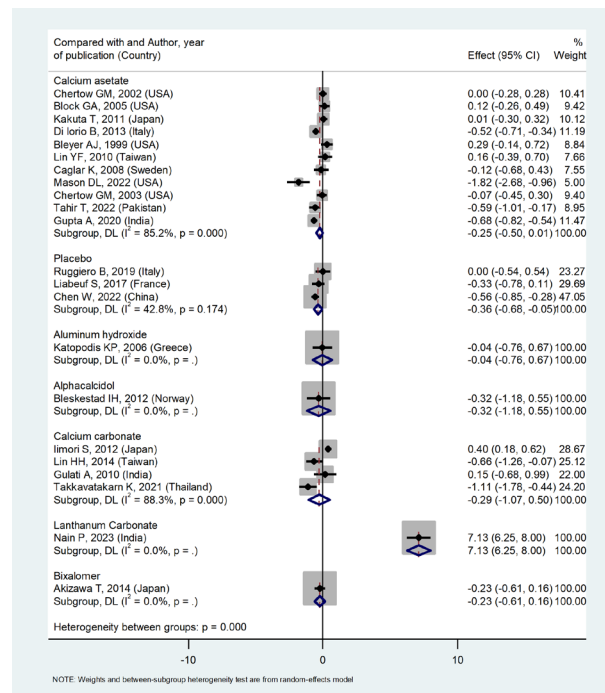 Compared with and Author, year %
of publication (Country) Effect (95% CI) Weight
Calcium asetate
Chertow GM, 2002 (USA) 0.00 (-0.28, 0.28) 10.41
Block GA, 2005 (USA) 0.12 (-0.26, 0.49) 9.42
Kakuta T, 2011 (Japan) 0.01 (-0.30, 0.32) 10.12
Di Iorio B, 2013 (Italy) -0.52 (-0.71, -0.34) 11.19
Bleyer AJ, 1999 (USA) 0.29 (-0.14, 0.72) 8.84
Lin YF, 2010 (Taiwan) 0.16 (-0.39, 0.70) 7.66
Caglar K, 2008 (Sweden) -0.12 (-0.68, 0.43) 7.55
Mason DL, 2022 (USA) -1.82 (-2.68, -0.96) 5.00
Chertow GM, 2003 (USA) -0.07 (-0.45, 0.30) 9.40
Tahir T, 2022 (Pakistan) -0.59 (-1.01, -0.17) 8.95
Gupta A, 2020 (India) -0.68 (-0.82, -0.54) 11.47
Subgroup, DL (I² = 85.2%, p = 0.000) -0.25 (-0.50, 0.01) 100.00
Placebo
Ruggiero B, 2019 (Italy) 0.00 (-0.54, 0.54) 23.27
Liabeuf S, 2017 (France) -0.33 (-0.78, 0.11) 29.69
Chen W, 2022 (China) -0.56 (-0.85, -0.28) 47.05
Subgroup, DL (I² = 42.8%, p = 0.174) -0.36 (-0.68, -0.05) 100.00
Aluminum hydroxide
Katopodis KP, 2006 (Greece) -0.04 (-0.76, 0.67) 100.00
Subgroup, DL (I² = 0.0%, p = .) -0.04 (-0.76, 0.67) 100.00
Alphacalcidol
Bleskestad IH, 2012 (Norway) -0.32 (-1.18, 0.55) 100.00
Subgroup, DL (I² = 0.0%, p = .) -0.32 (-1.18, 0.55) 100.00
Calcium carbonate
Iimori S, 2012 (Japan) 0.40 (0.18, 0.62) 28.67
Lin HH, 2014 (Taiwan) -0.66 (-1.26, -0.07) 25.12
Gulati A, 2010 (India) 0.15 (-0.68, 0.99) 22.00
Takkavatakarn K, 2021 (Thailand) -1.11 (-1.78, -0.44) 24.20
Subgroup, DL (I² = 88.3%, p = 0.000) -0.29 (-1.07, 0.50) 100.00
Lanthanum Carbonate
Nain P, 2023 (India) 7.13 (6.25, 8.00) 100.00
Subgroup, DL (I² = 0.0%, p = .) 7.13 (6.25, 8.00) 100.00
Bixalomer
Akizawa T, 2014 (Japan) -0.23 (-0.61, 0.16) 100.00
Subgroup, DL (I² = 0.0%, p = .) -0.23 (-0.61, 0.16) 100.00
Heterogeneity between groups: p = 0.000
-10 0 10
NOTE: Weights and between-subgroup heterogeneity test are from random-effects model